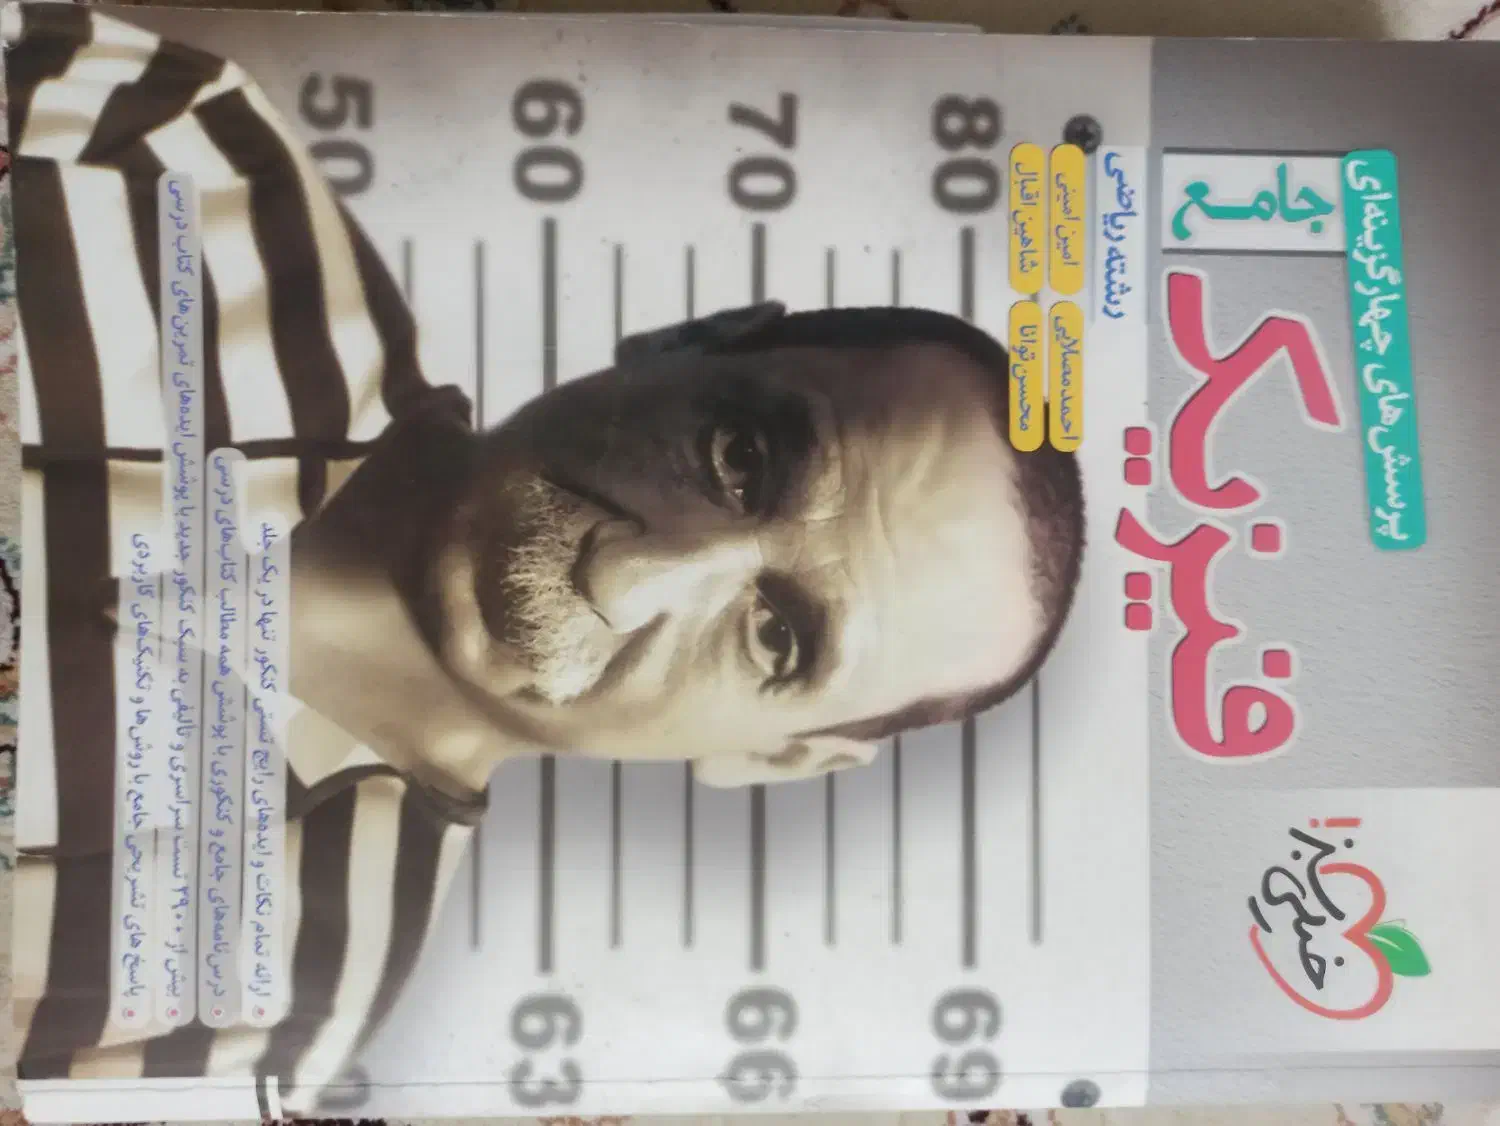 پرسش‌های چهارگزینه‌ای
جامع
فیزیک
خیلی سبز!
رشته ریاضی
امین امینی
احمد مصلایی
شاهین اقبال
محسن توانا
80
70
60
50
69
66
63
ارائه تمام نکات و ایده‌های رایج تستی کنکور تنها در یک جلد
درس‌نامه‌های جامع و کنکوری با پوشش همه مطالب کتاب‌های درسی
بیش از ۲۹۰۰ تست سراسری و تألیفی به سبک کنکور جدید با پوشش ایده‌های تمرین‌های کتاب درسی
پاسخ‌های تشریحی جامع با روش‌ها و تکنیک‌های کاربردی